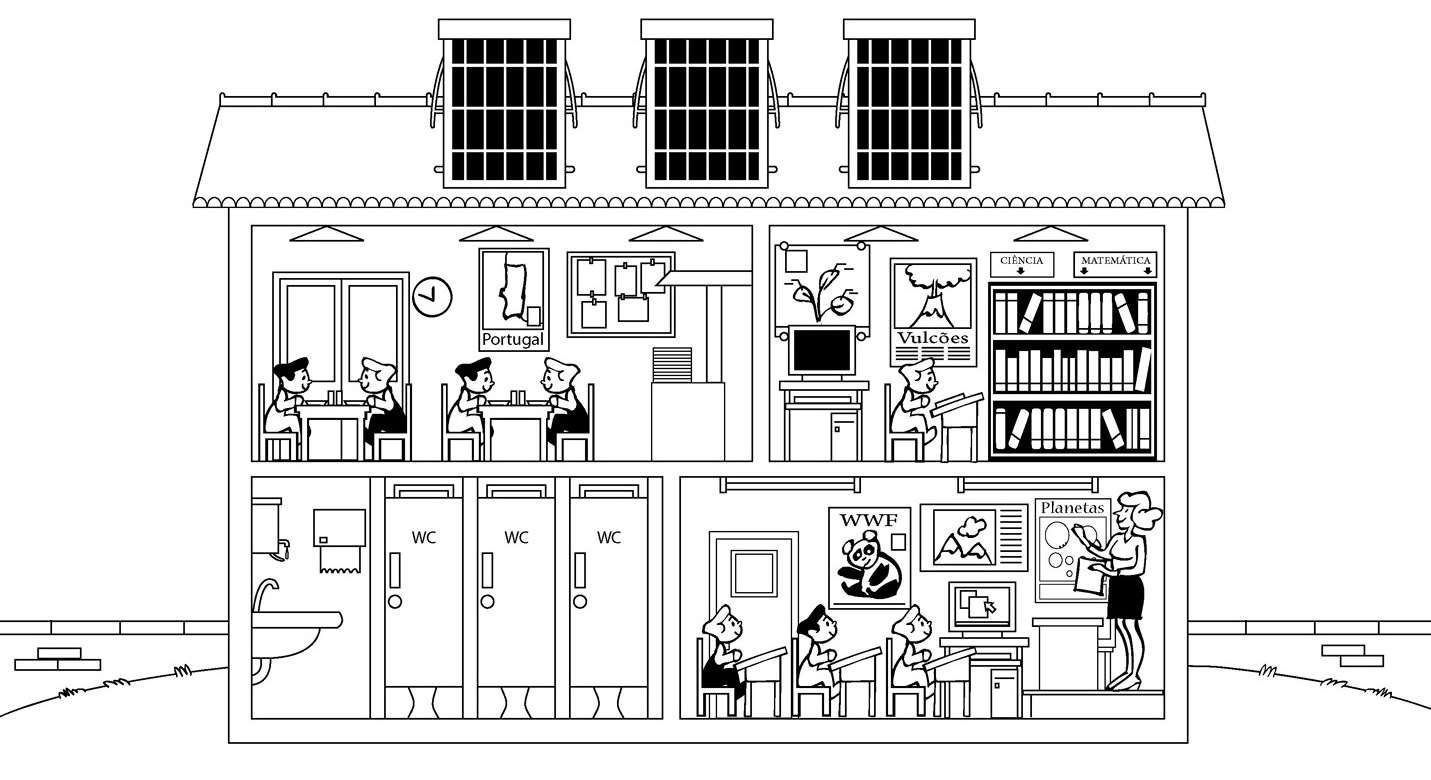 Portugal
Vulcões
CIÊNCIA
MATEMÁTICA
WC
WC
WC
WWF
Planetas